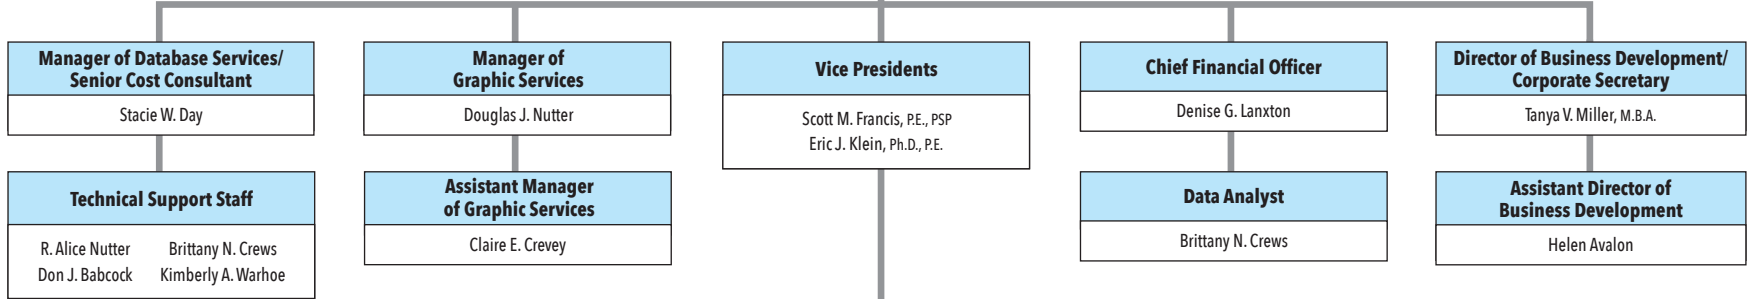 Manager of Database Services/
Senior Cost Consultant
Stacie W. Day
Manager of
Graphic Services
Douglas J. Nutter
Vice Presidents
Scott M. Francis, P.E., PSP
Eric J. Klein, Ph.D., P.E.
Chief Financial Officer
Denise G. Lanxton
Director of Business Development/
Corporate Secretary
Tanya V. Miller, M.B.A.
Technical Support Staff
R. Alice Nutter Brittany N. Crews
Don J. Babcock Kimberly A. Warhoe
Assistant Manager
of Graphic Services
Claire E. Crevey
Data Analyst
Brittany N. Crews
Assistant Director of
Business Development
Helen Avalon